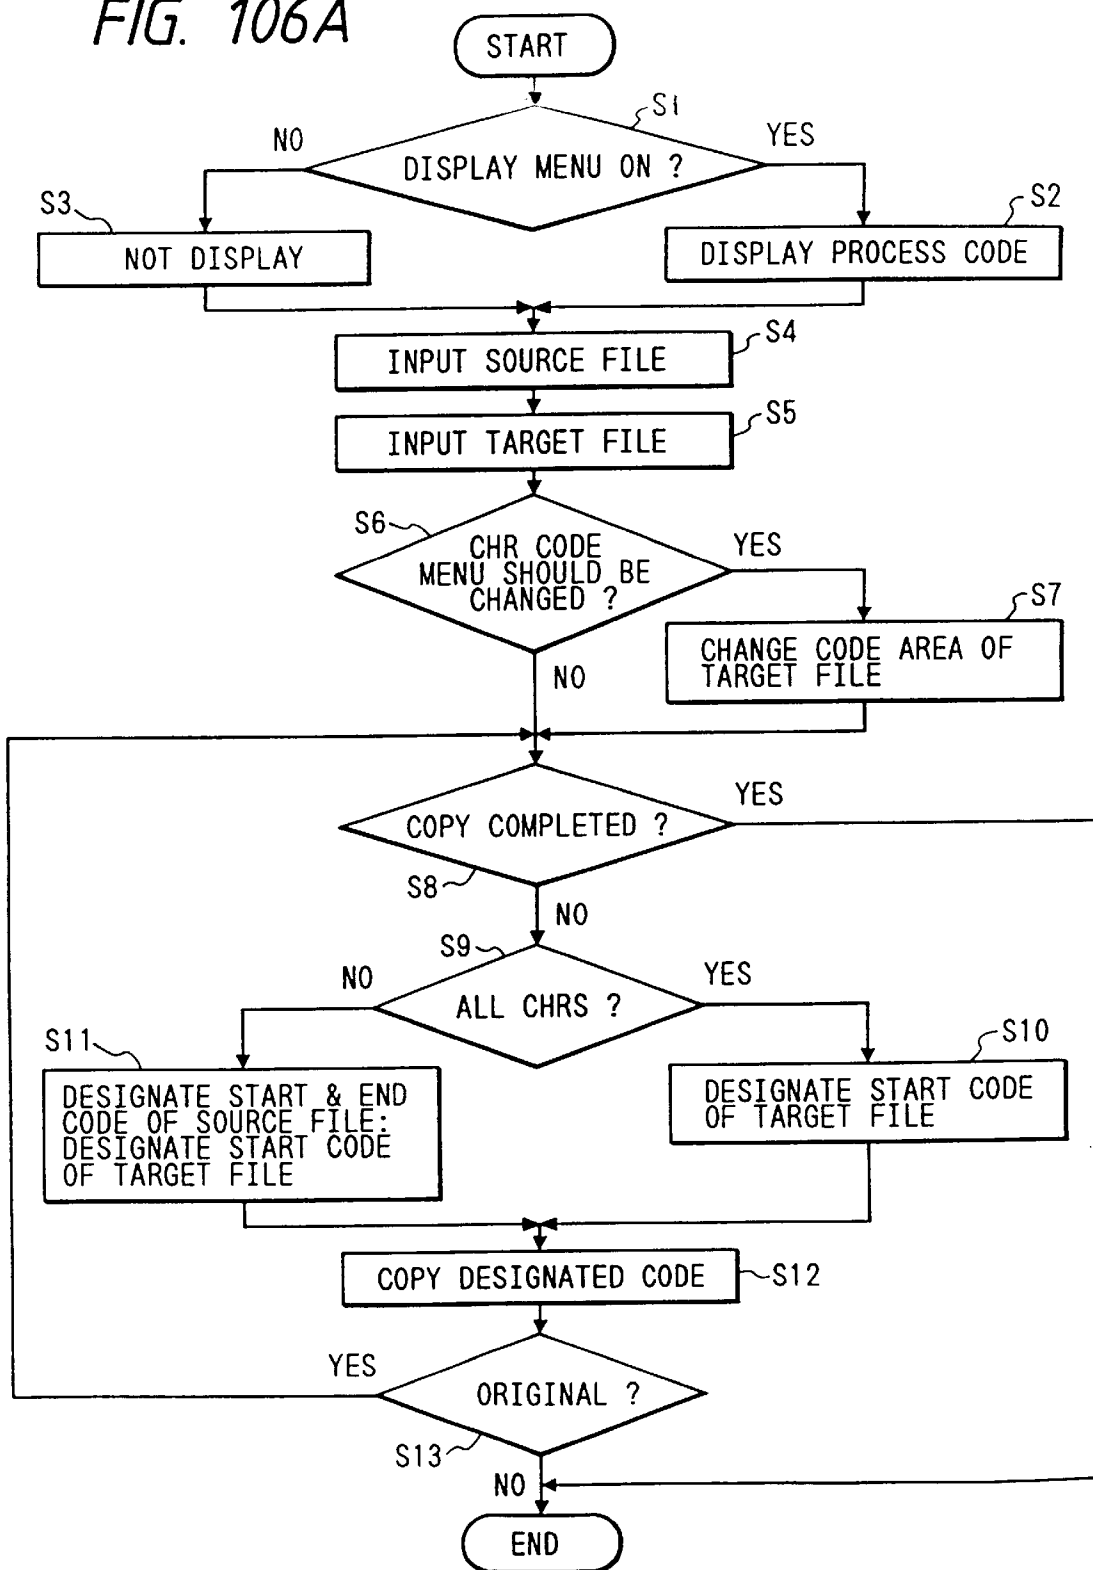 FIG. 106A
START
S1
NO
YES
DISPLAY MENU ON ?
S3
S2
NOT DISPLAY
DISPLAY PROCESS CODE
S4
INPUT SOURCE FILE
S5
INPUT TARGET FILE
S6
CHR CODE
MENU SHOULD BE
CHANGED ?
YES
S7
CHANGE CODE AREA OF
TARGET FILE
NO
COPY COMPLETED ?
YES
S8
NO
S9
NO
YES
ALL CHRS ?
S11
S10
DESIGNATE START & END
CODE OF SOURCE FILE:
DESIGNATE START CODE
OF TARGET FILE
DESIGNATE START CODE
OF TARGET FILE
COPY DESIGNATED CODE
S12
YES
ORIGINAL ?
S13
NO
END